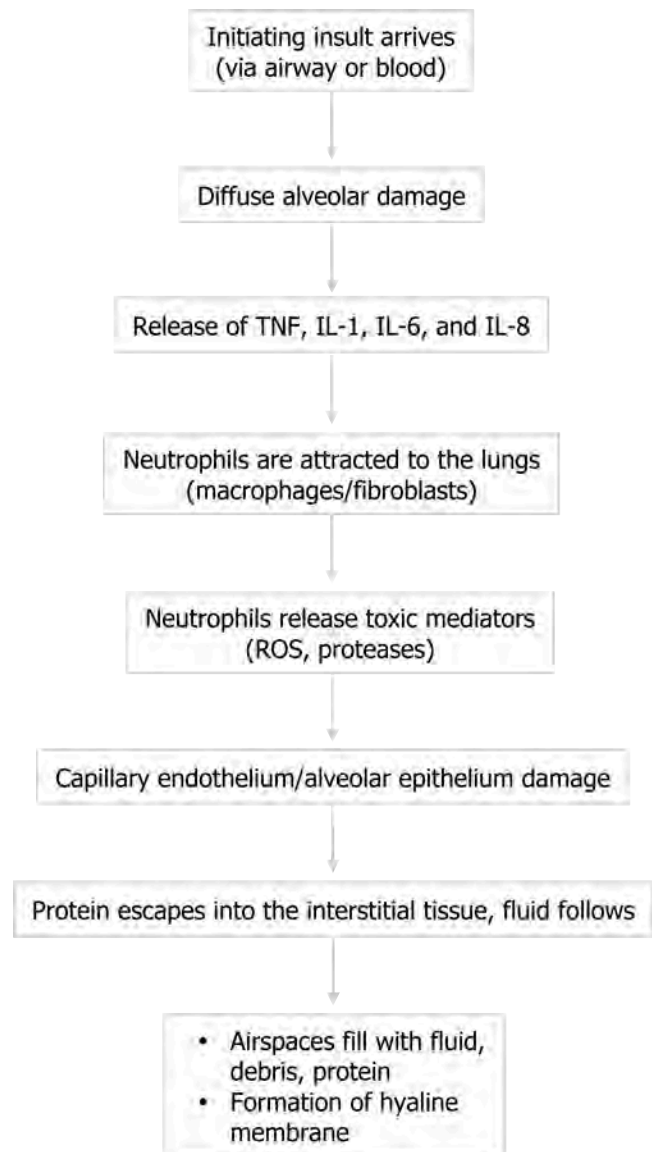 Initiating insult arrives
(via airway or blood)
Diffuse alveolar damage
Release of TNF, IL-1, IL-6, and IL-8
Neutrophils are attracted to the lungs
(macrophages/fibroblasts)
Neutrophils release toxic mediators
(ROS, proteases)
Capillary endothelium/alveolar epithelium damage
Protein escapes into the interstitial tissue, fluid follows
• Airspaces fill with fluid,
debris, protein
• Formation of hyaline
membrane